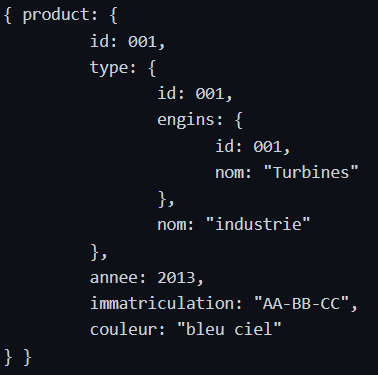 { product: {
id: 001,
type: {
id: 001,
engins: {
id: 001,
nom: "Turbines"
},
nom: "industrie"
},
annee: 2013,
immatriculation: "AA-BB-CC",
couleur: "bleu ciel"
} }